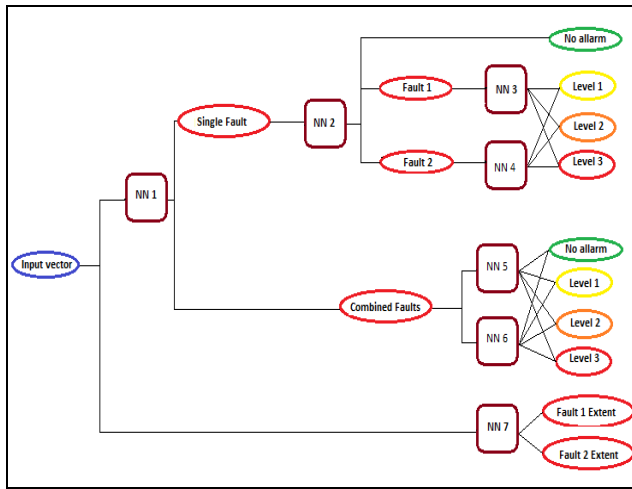 No allarm
Fault 1
NN 3
Level 1
Single Fault
NN 2
Level 2
Fault 2
NN 4
Level 3
NN 1
Input vector
No allarm
NN 5
Level 1
Combined Faults
Level 2
NN 6
Level 3
Fault 1 Extent
NN 7
Fault 2 Extent